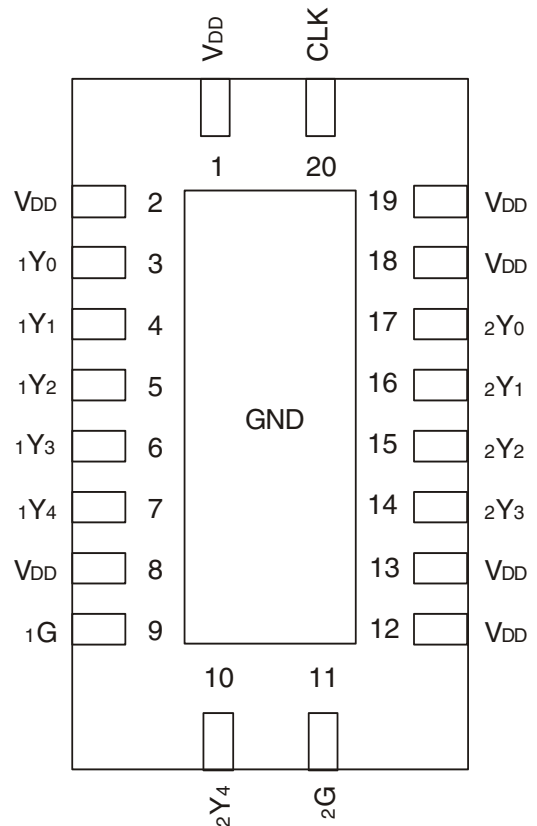 VDD CLK
1 20
VDD 2 19 VDD
1Y0 3 18 VDD
1Y1 4 17 2Y0
1Y2 5 16 2Y1
GND
1Y3 6 15 2Y2
1Y4 7 14 2Y3
VDD 8 13 VDD
1G 9 12 VDD
10 11
2Y4 2G